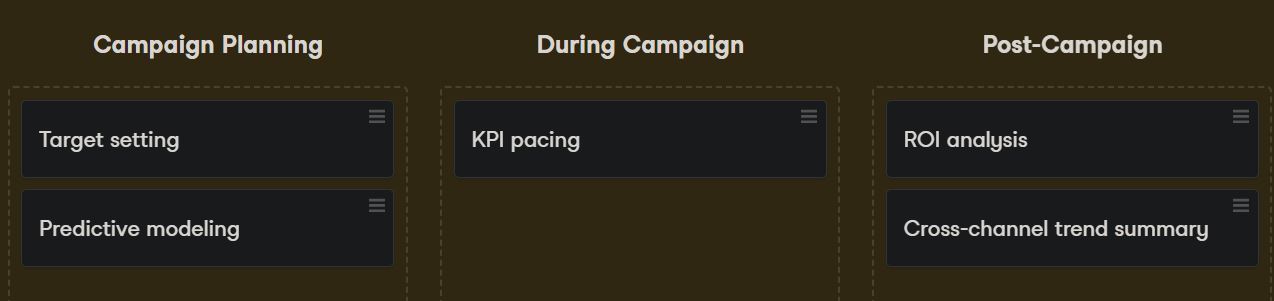 Campaign Planning
During Campaign
Post-Campaign
Target setting
KPI pacing
ROI analysis
Predictive modeling
Cross-channel trend summary